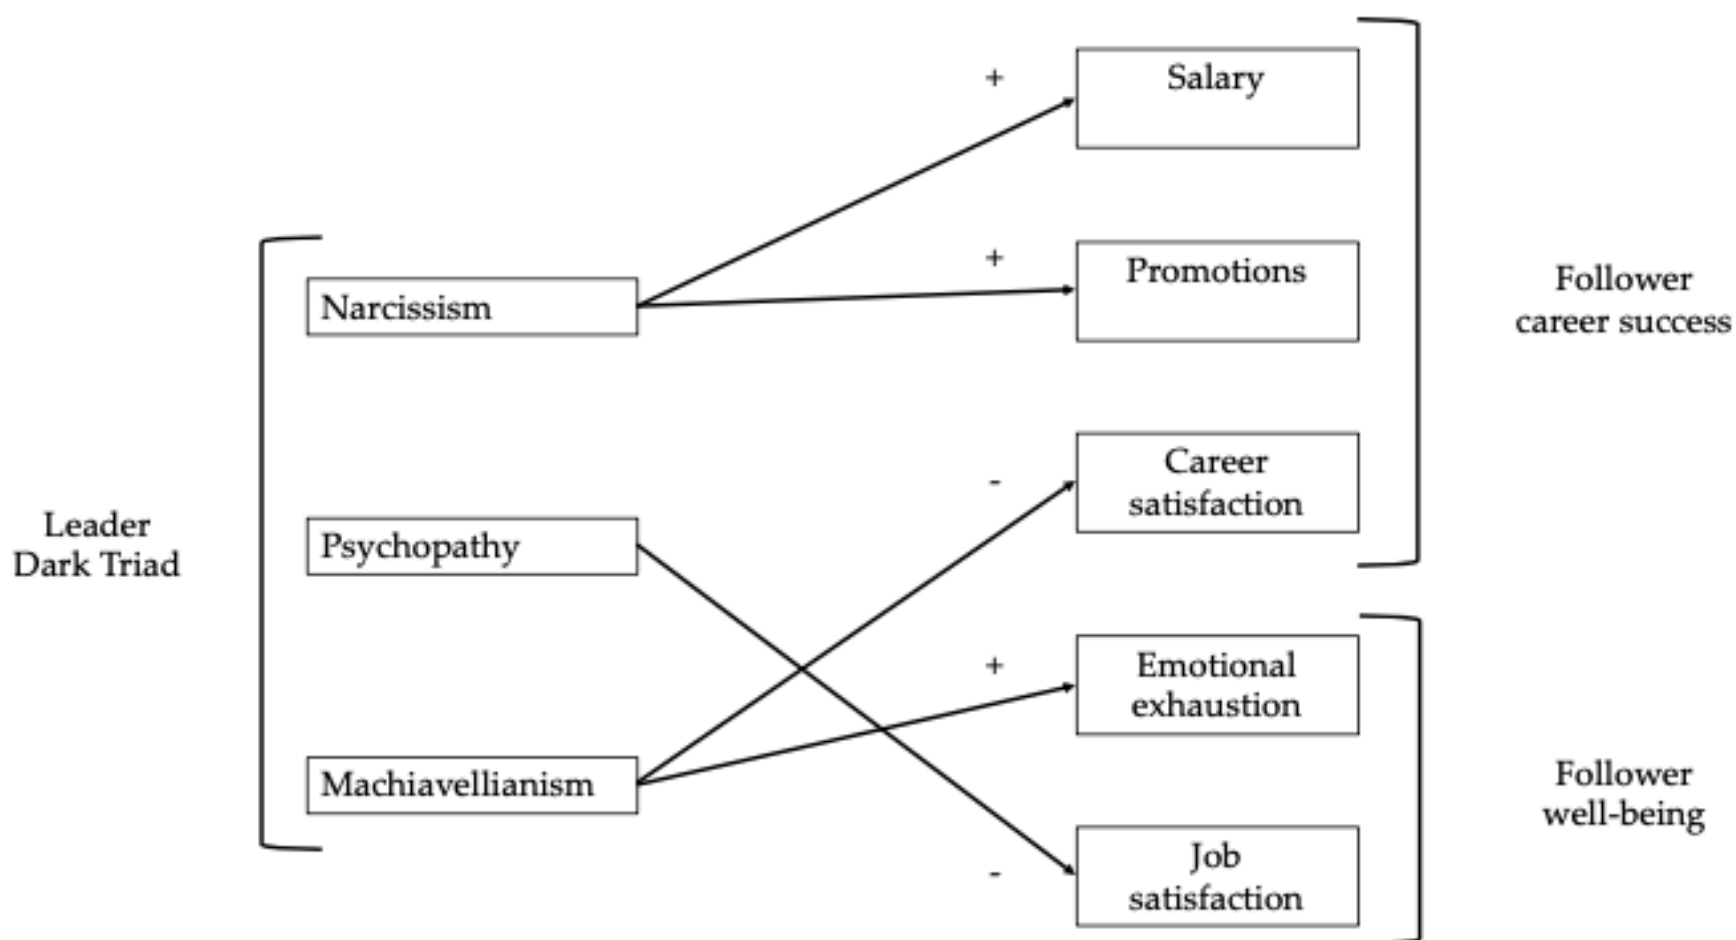 Leader
Dark Triad
Narcissism
Psychopathy
Machiavellianism
+
Salary
+
Promotions
-
Career
satisfaction
+
Emotional
exhaustion
-
Job
satisfaction
Follower
career success
Follower
well-being